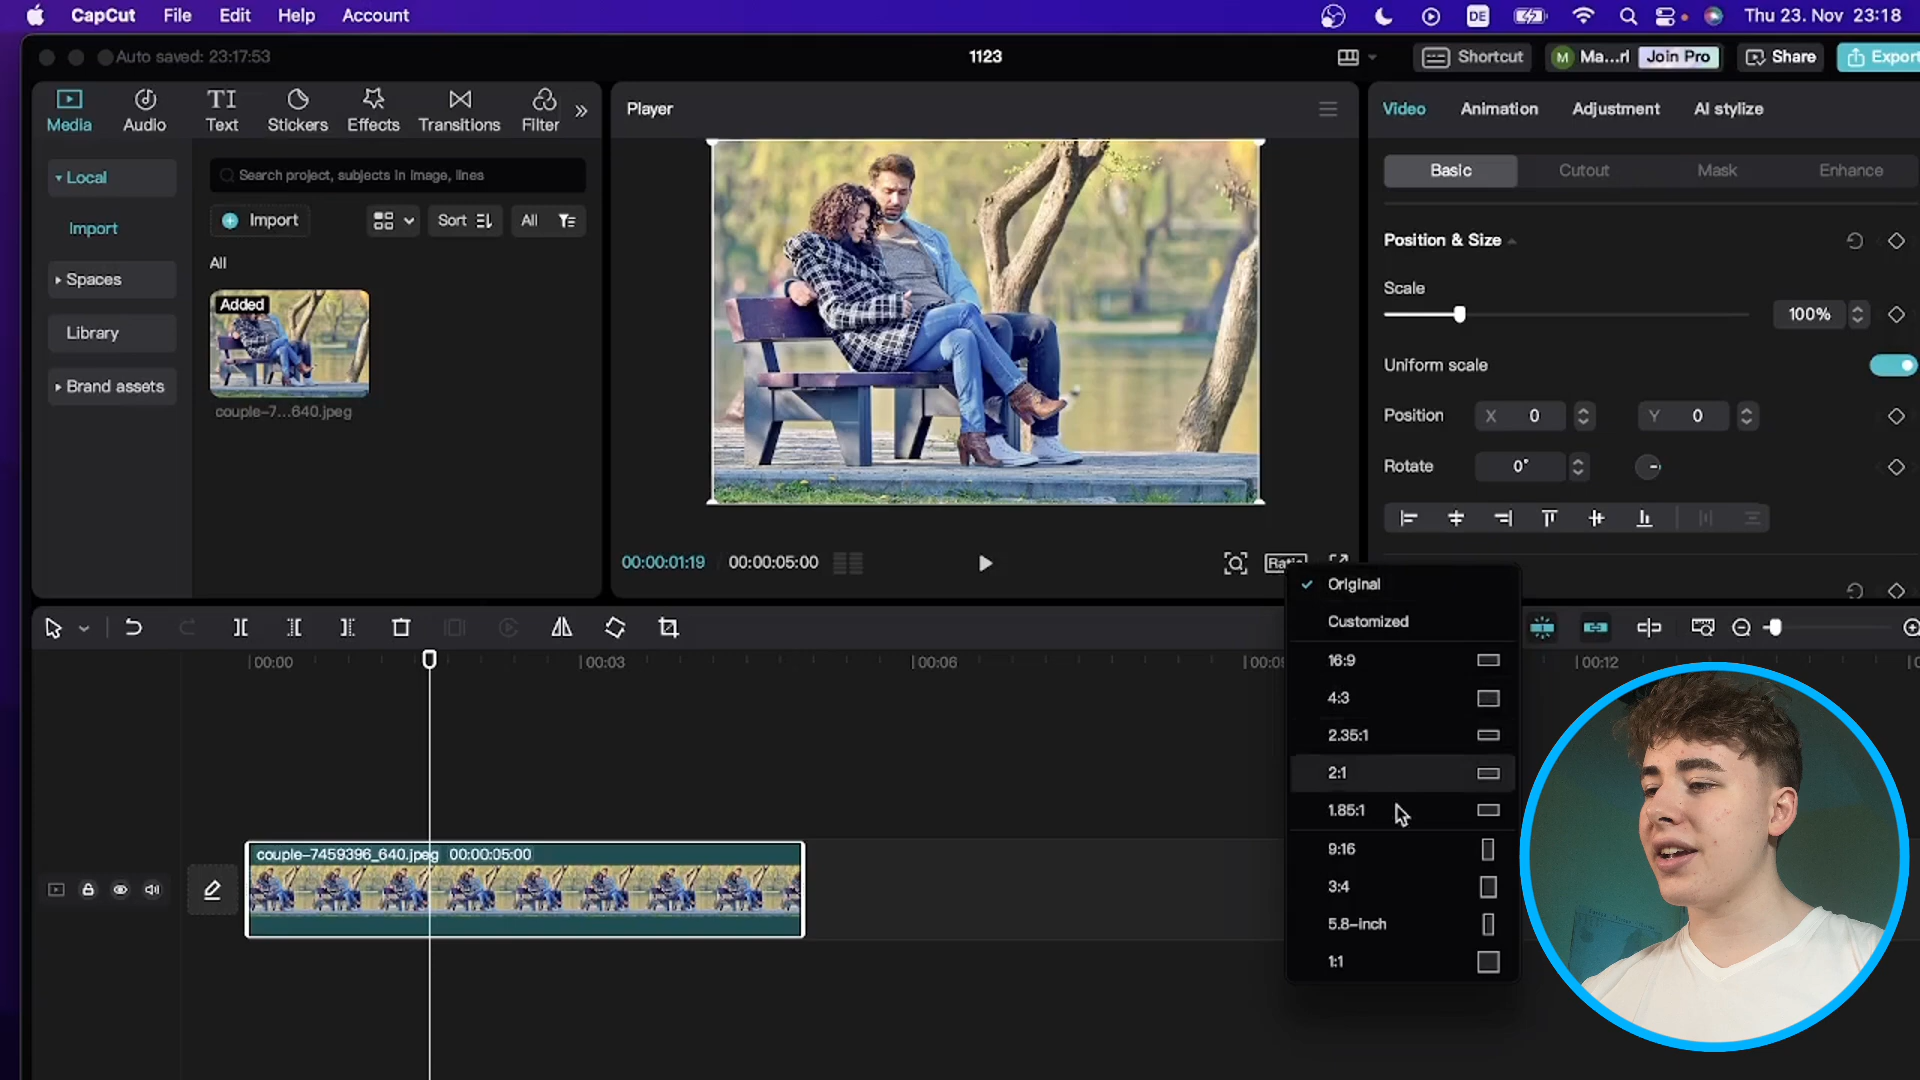 CapCut File Edit Help Account DE Thu 23. Nov 23:18
Auto saved: 23:17:53 1123 Shortcut M Ma...rl Join Pro Share Export
Media Audio TI Text Stickers Effects Transitions Filter
Player
Video Animation Adjustment AI stylize
Local
Import
Spaces
Library
Brand assets
Search project, subjects in image, lines
Import Sort All
All
Added
couple-7...640.jpeg
00:00:01:19 00:00:05:00 Ratio
Basic Cutout Mask Enhance
Position & Size
Scale
100%
Uniform scale
Position X 0 Y 0
Rotate 0°
Original
Customized
16:9
4:3
2.35:1
2:1
1.85:1
9:16
3:4
5.8-inch
1:1
00:00 00:03 00:06 00:09 00:12
couple-7459396_640.jpeg 00:00:05:00